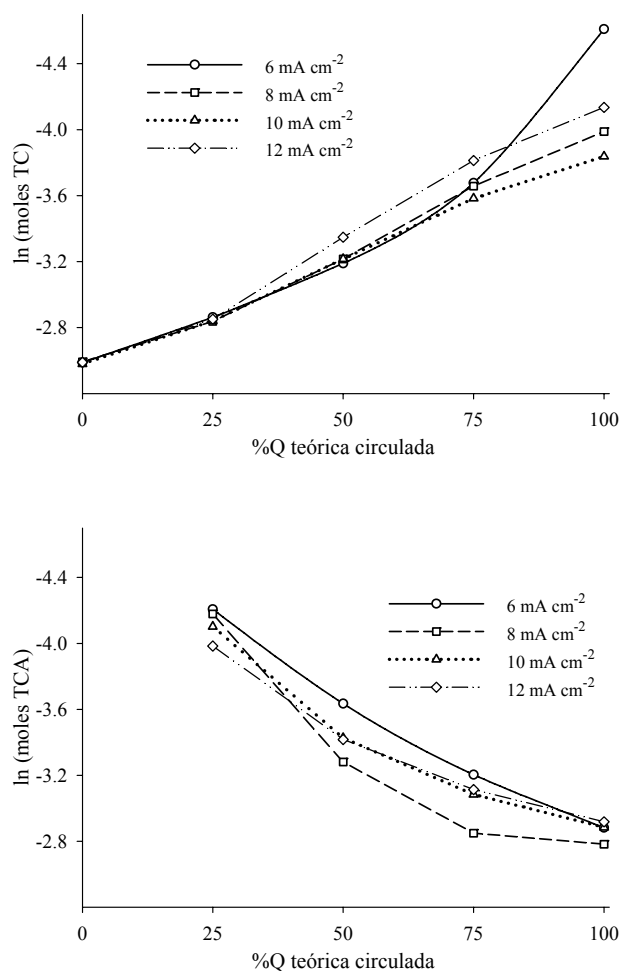 ln (moles TC)
-4.4
-4.0
-3.6
-3.2
-2.8
6 mA cm-2
8 mA cm-2
10 mA cm-2
12 mA cm-2
0 25 50 75 100
%Q teórica circulada
ln (moles TCA)
-4.4
-4.0
-3.6
-3.2
-2.8
6 mA cm-2
8 mA cm-2
10 mA cm-2
12 mA cm-2
0 25 50 75 100
%Q teórica circulada